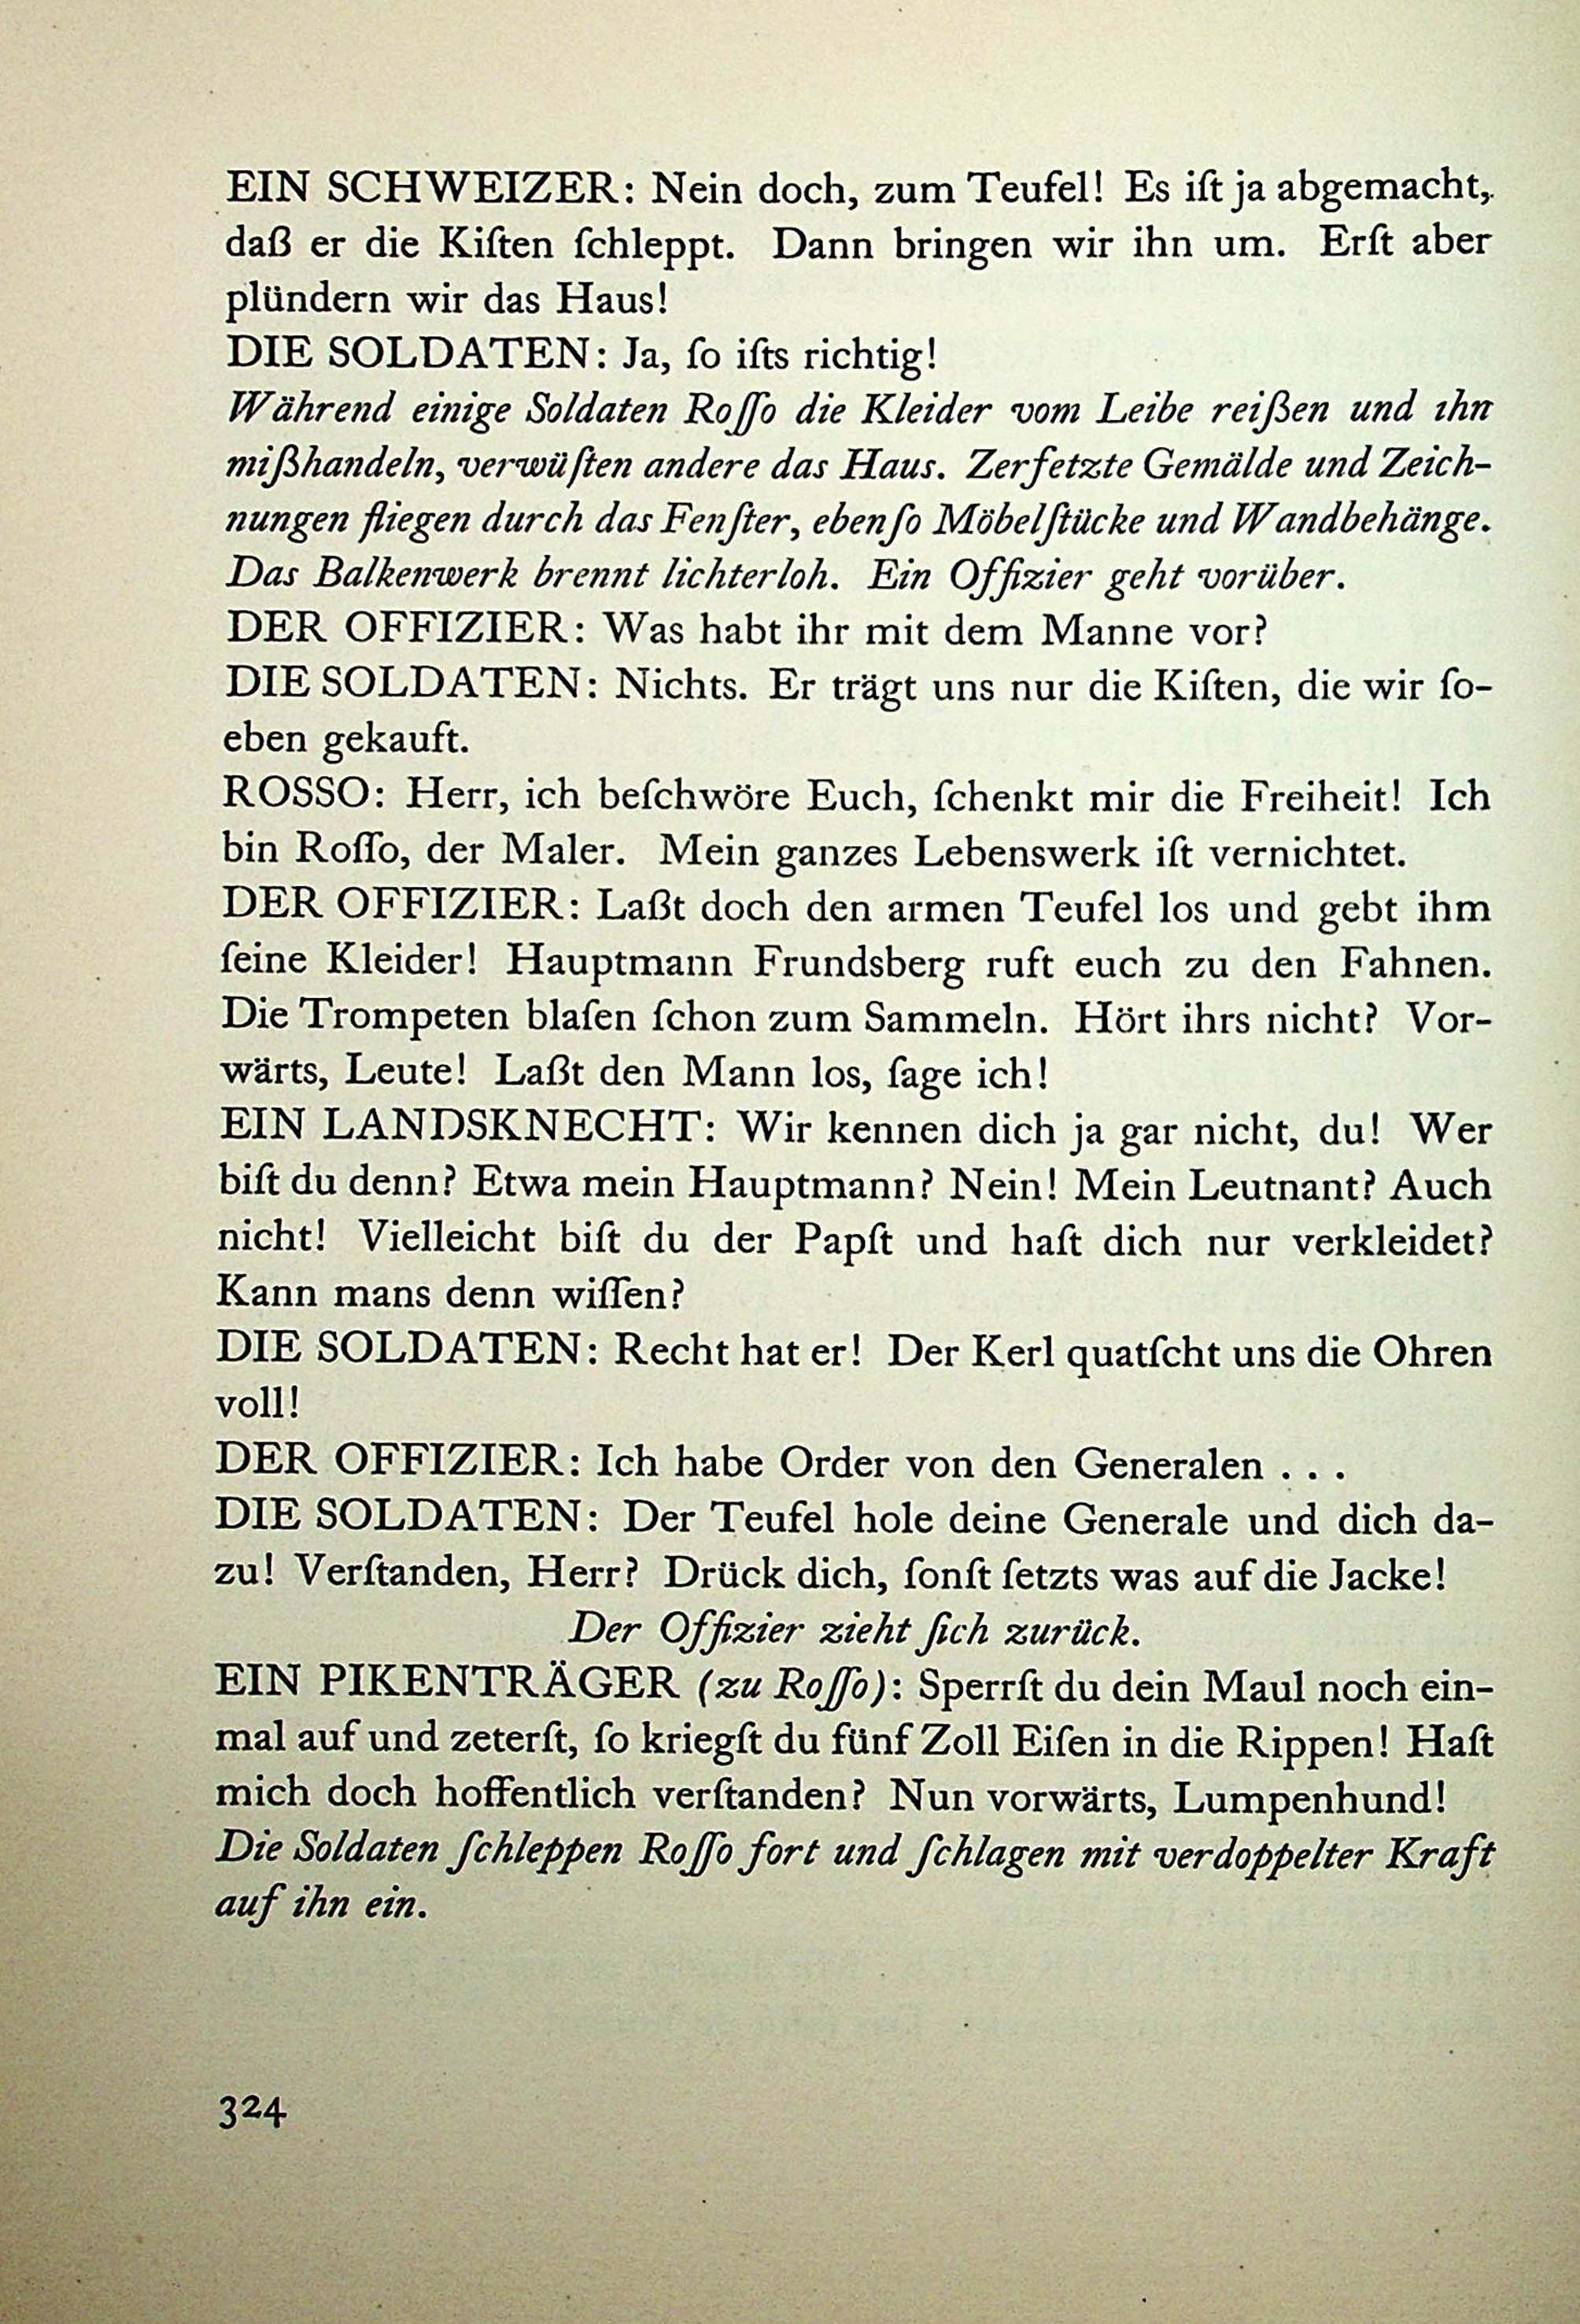 EIN SCHWEIZER: Nein doch, zum Teufel! Es iſt ja abgemacht,
daß er die Kiſten ſchleppt. Dann bringen wir ihn um. Erſt aber
plündern wir das Haus!
DIE SOLDATEN: Ja, ſo iſts richtig!
Während einige Soldaten Roſſo die Kleider vom Leibe reißen und ihn
mißhandeln, verwüſten andere das Haus. Zerfetzte Gemälde und Zeich-
nungen fliegen durch das Fenſter, ebenſo Möbelſtücke und Wandbehänge.
Das Balkenwerk brennt lichterloh. Ein Offizier geht vorüber.
DER OFFIZIER: Was habt ihr mit dem Manne vor?
DIE SOLDATEN: Nichts. Er trägt uns nur die Kiſten, die wir ſo-
eben gekauft.
ROSSO: Herr, ich beſchwöre Euch, ſchenkt mir die Freiheit! Ich
bin Roſſo, der Maler. Mein ganzes Lebenswerk iſt vernichtet.
DER OFFIZIER: Laßt doch den armen Teufel los und gebt ihm
ſeine Kleider! Hauptmann Frundsberg ruft euch zu den Fahnen.
Die Trompeten blaſen ſchon zum Sammeln. Hört ihrs nicht? Vor-
wärts, Leute! Laßt den Mann los, ſage ich!
EIN LANDSKNECHT: Wir kennen dich ja gar nicht, du! Wer
biſt du denn? Etwa mein Hauptmann? Nein! Mein Leutnant? Auch
nicht! Vielleicht biſt du der Papſt und haſt dich nur verkleidet?
Kann mans denn wiſſen?
DIE SOLDATEN: Recht hat er! Der Kerl quatſcht uns die Ohren
voll!
DER OFFIZIER: Ich habe Order von den Generalen . . .
DIE SOLDATEN: Der Teufel hole deine Generale und dich da-
zu! Verſtanden, Herr? Drück dich, ſonſt ſetzts was auf die Jacke!
Der Offizier zieht ſich zurück.
EIN PIKENTRÄGER (zu Roſſo): Sperrſt du dein Maul noch ein-
mal auf und zeterſt, ſo kriegſt du fünf Zoll Eiſen in die Rippen! Haſt
mich doch hoffentlich verſtanden? Nun vorwärts, Lumpenhund!
Die Soldaten ſchleppen Roſſo fort und ſchlagen mit verdoppelter Kraft
auf ihn ein.
324